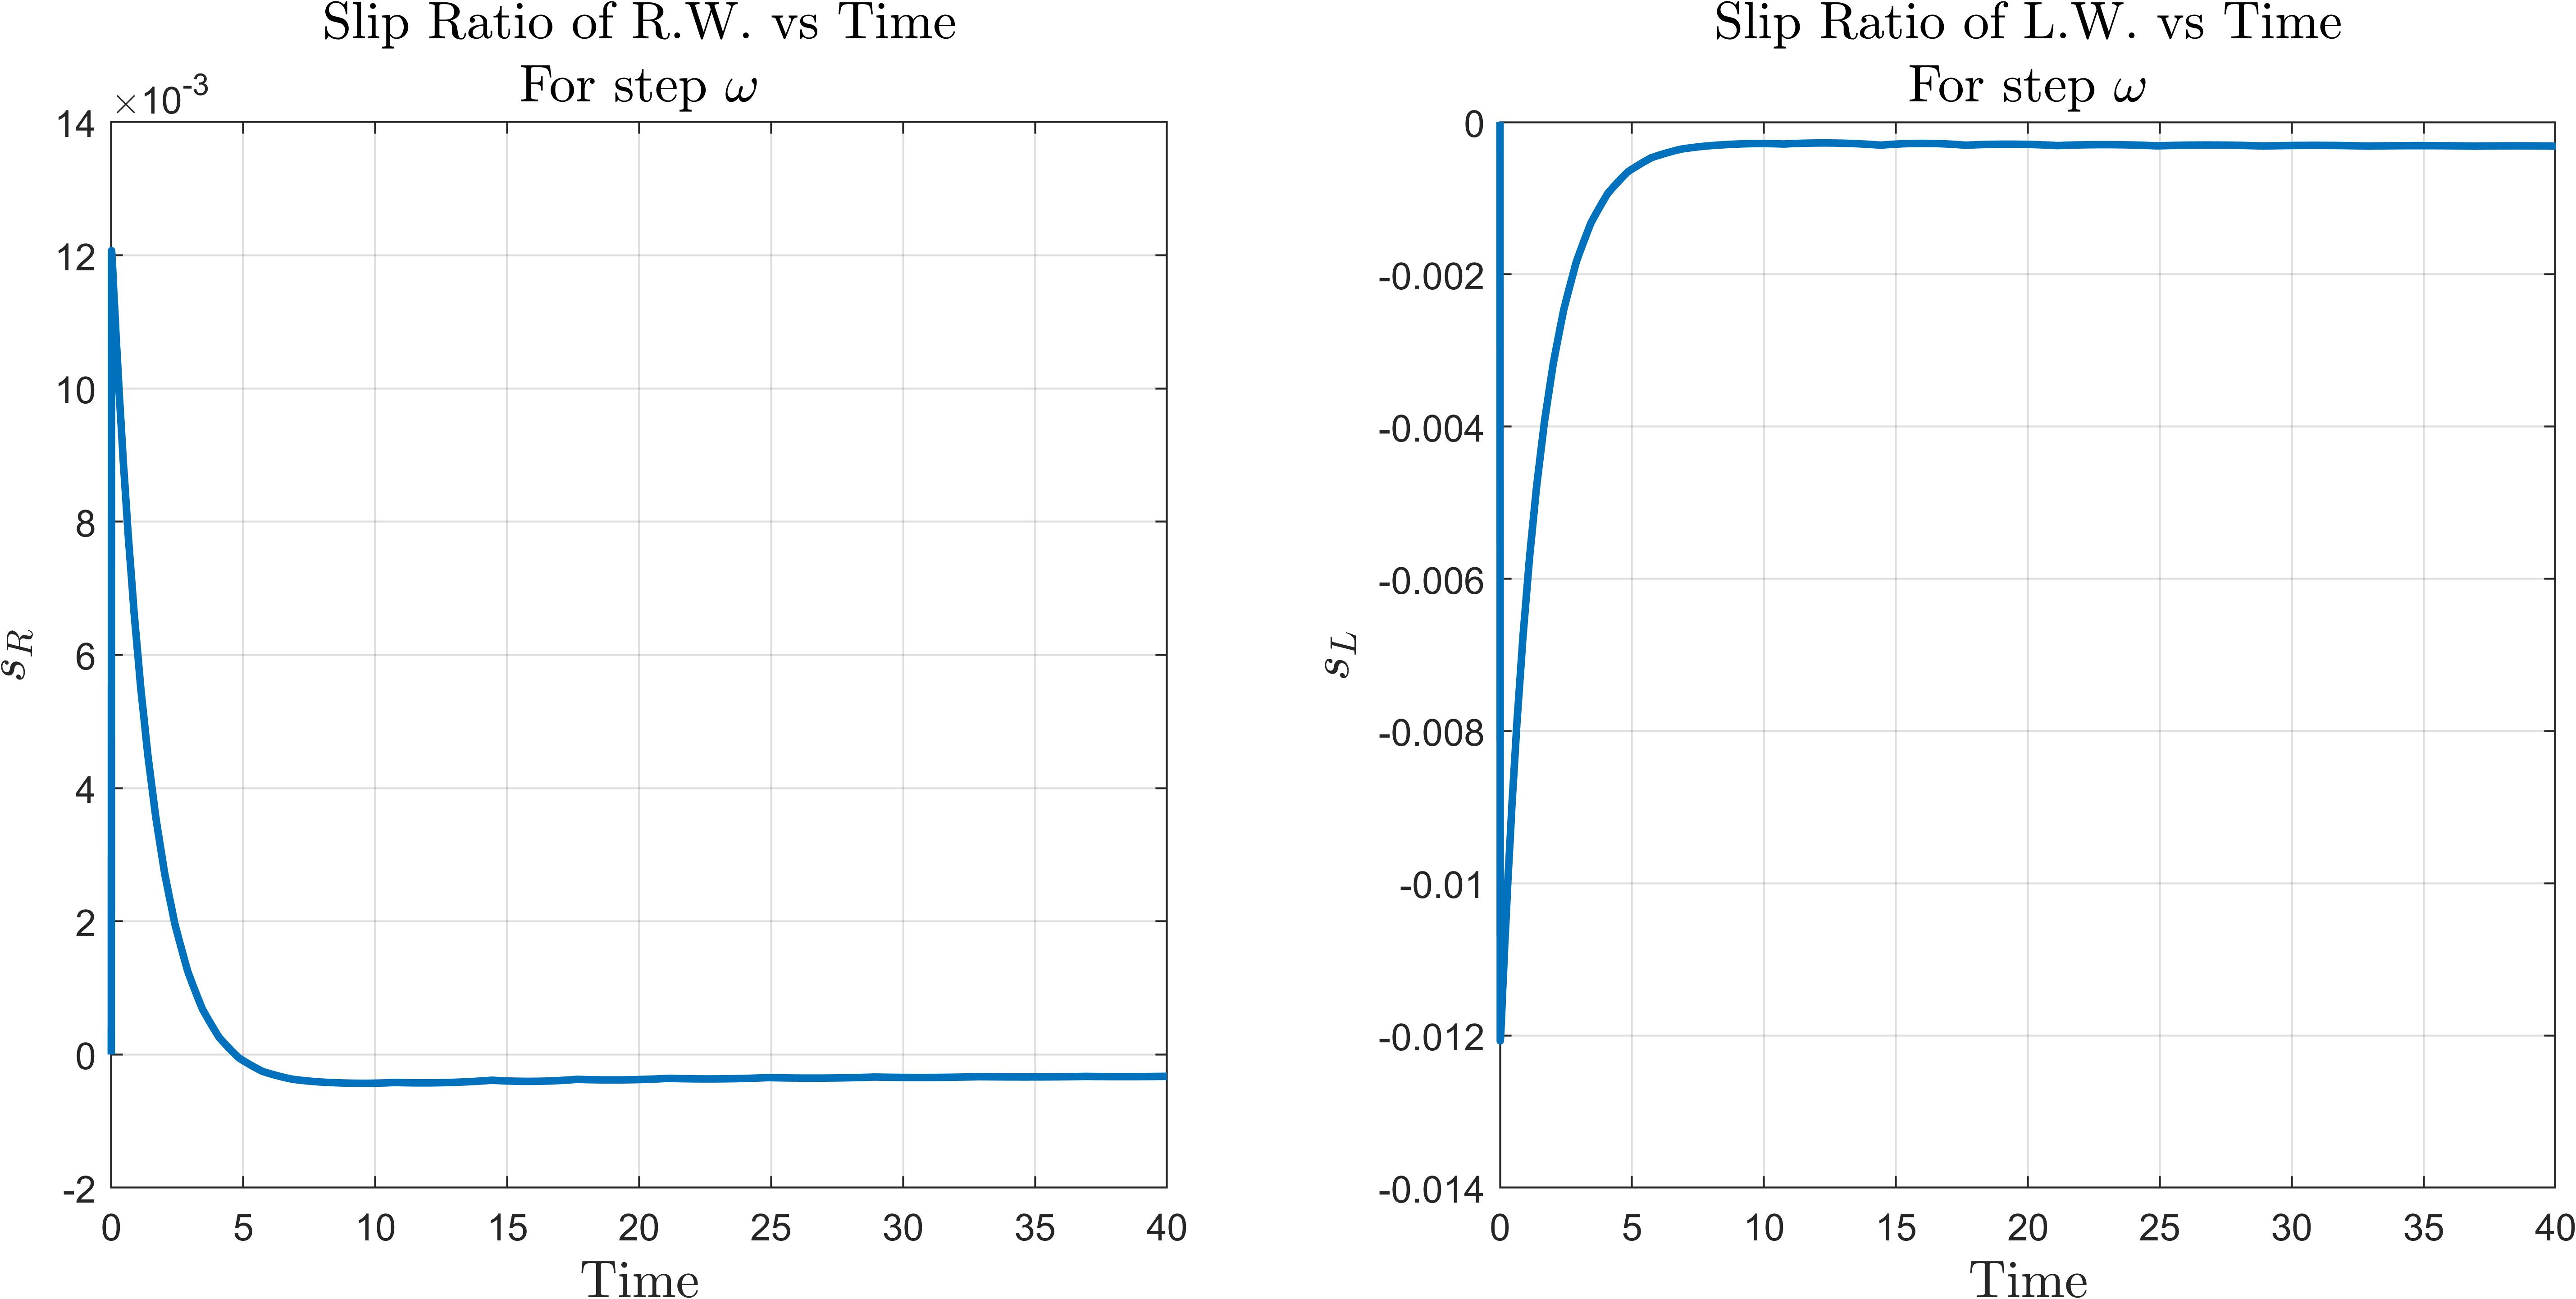 Slip Ratio of R.W. vs Time
For step ω
×10-3
14
12
10
8
6
4
2
0
-2
sR
0 5 10 15 20 25 30 35 40
Time
Slip Ratio of L.W. vs Time
For step ω
0
-0.002
-0.004
-0.006
-0.008
-0.01
-0.012
-0.014
sL
0 5 10 15 20 25 30 35 40
Time